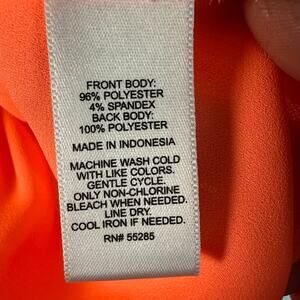 FRONT BODY:
96% POLYESTER
4% SPANDEX
BACK BODY:
100% POLYESTER
MADE IN INDONESIA
MACHINE WASH COLD
WITH LIKE COLORS.
GENTLE CYCLE.
ONLY NON-CHLORINE
BLEACH WHEN NEEDED.
LINE DRY.
COOL IRON IF NEEDED.
RN# 55285